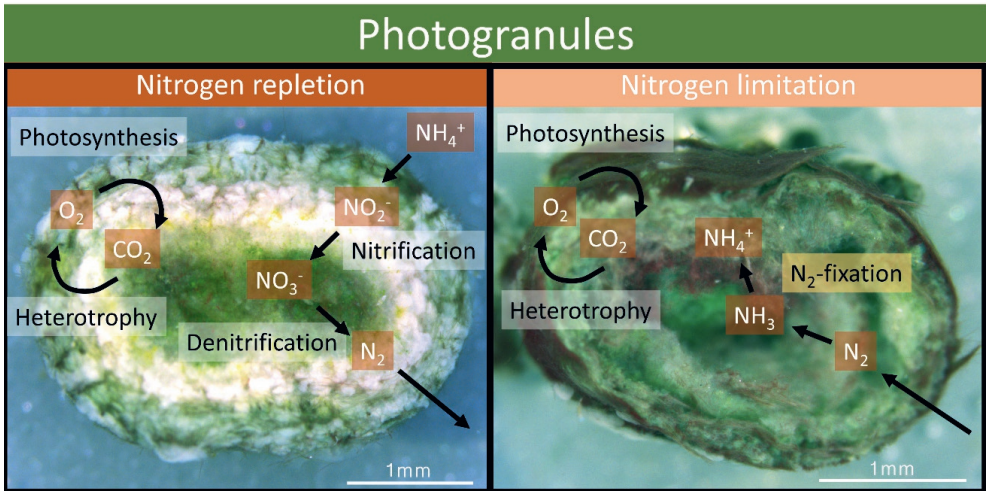 Photogranules
Nitrogen repletion
Photosynthesis
NH₄⁺
O₂
CO₂
NO₂⁻
Nitrification
NO₃⁻
Heterotrophy
Denitrification
N₂
1mm
Nitrogen limitation
Photosynthesis
O₂
CO₂
NH₄⁺
N₂-fixation
Heterotrophy
NH₃
N₂
1mm